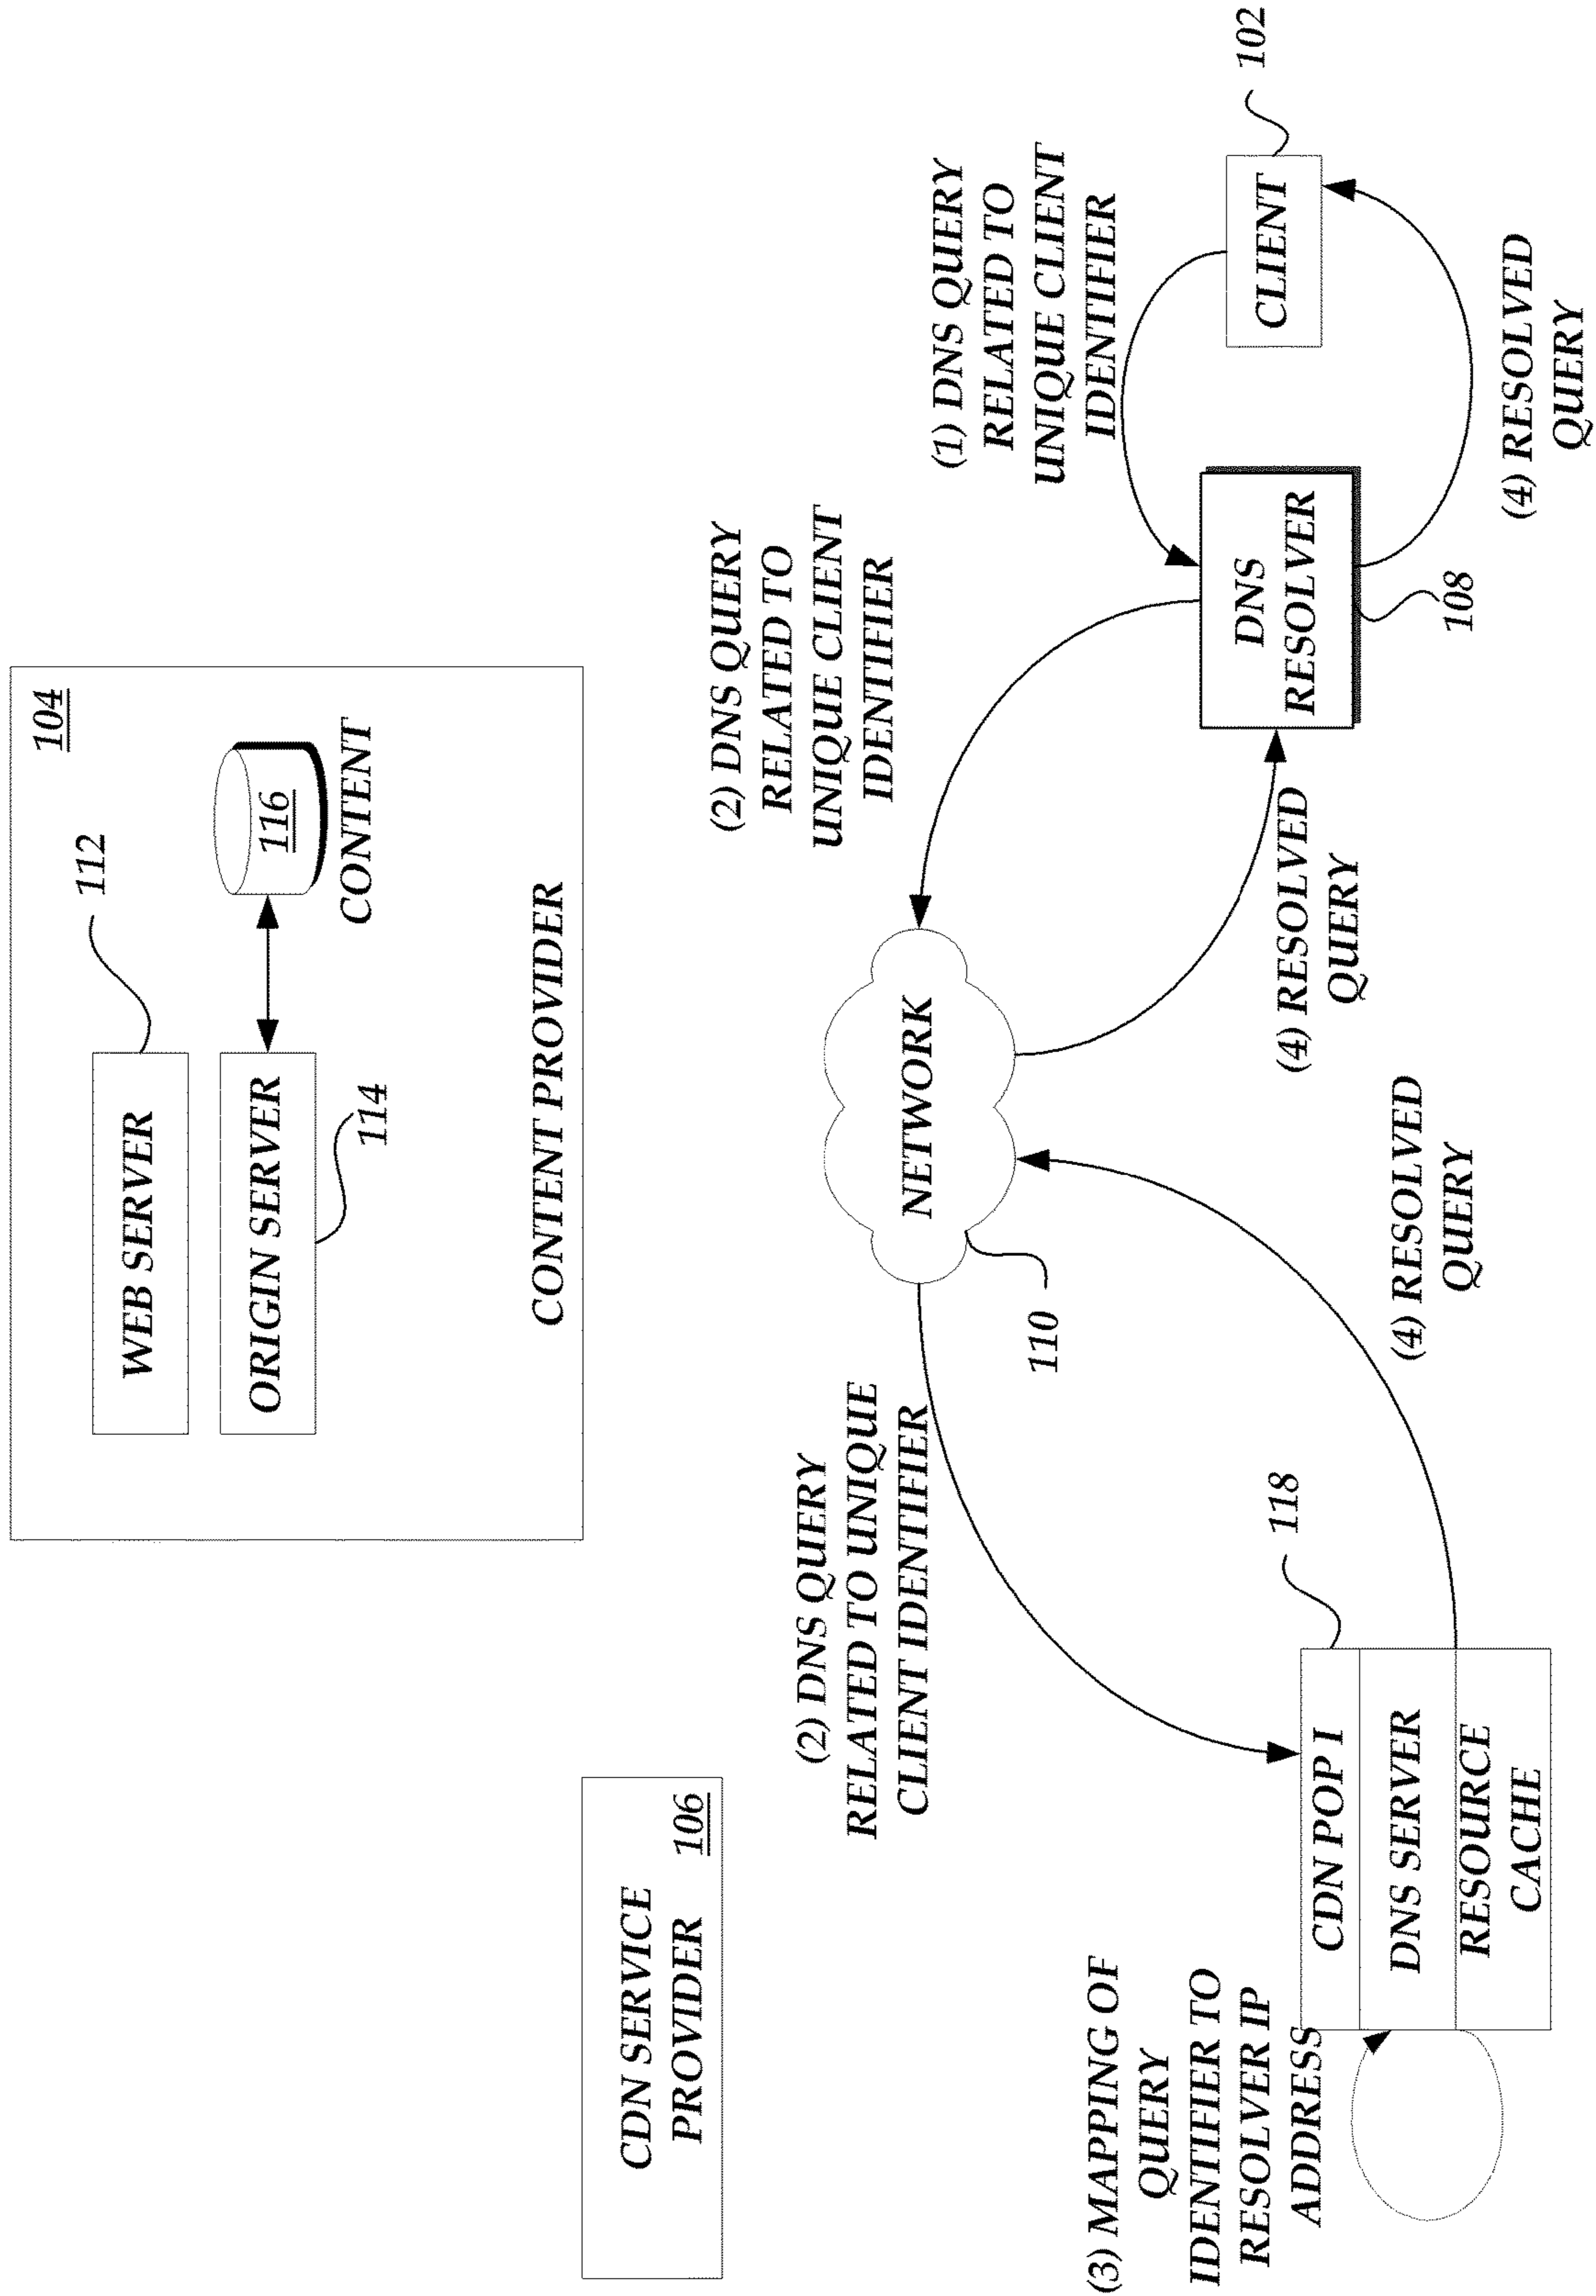 CDN SERVICE
PROVIDER
106
104
WEB SERVER
112
ORIGIN SERVER
114
116
CONTENT
CONTENT PROVIDER
(2) DNS QUERY
RELATED TO UNIQUE
CLIENT IDENTIFIER
(2) DNS QUERY
RELATED TO
UNIQUE CLIENT
IDENTIFIER
(1) DNS QUERY
RELATED TO
UNIQUE CLIENT
IDENTIFIER
NETWORK
110
(3) MAPPING OF
QUERY
IDENTIFIER TO
RESOLVER IP
ADDRESS
118
CDN POP I
DNS SERVER
RESOURCE
CACHE
(4) RESOLVED
QUERY
(4) RESOLVED
QUERY
DNS
RESOLVER
108
CLIENT
102
(4) RESOLVED
QUERY